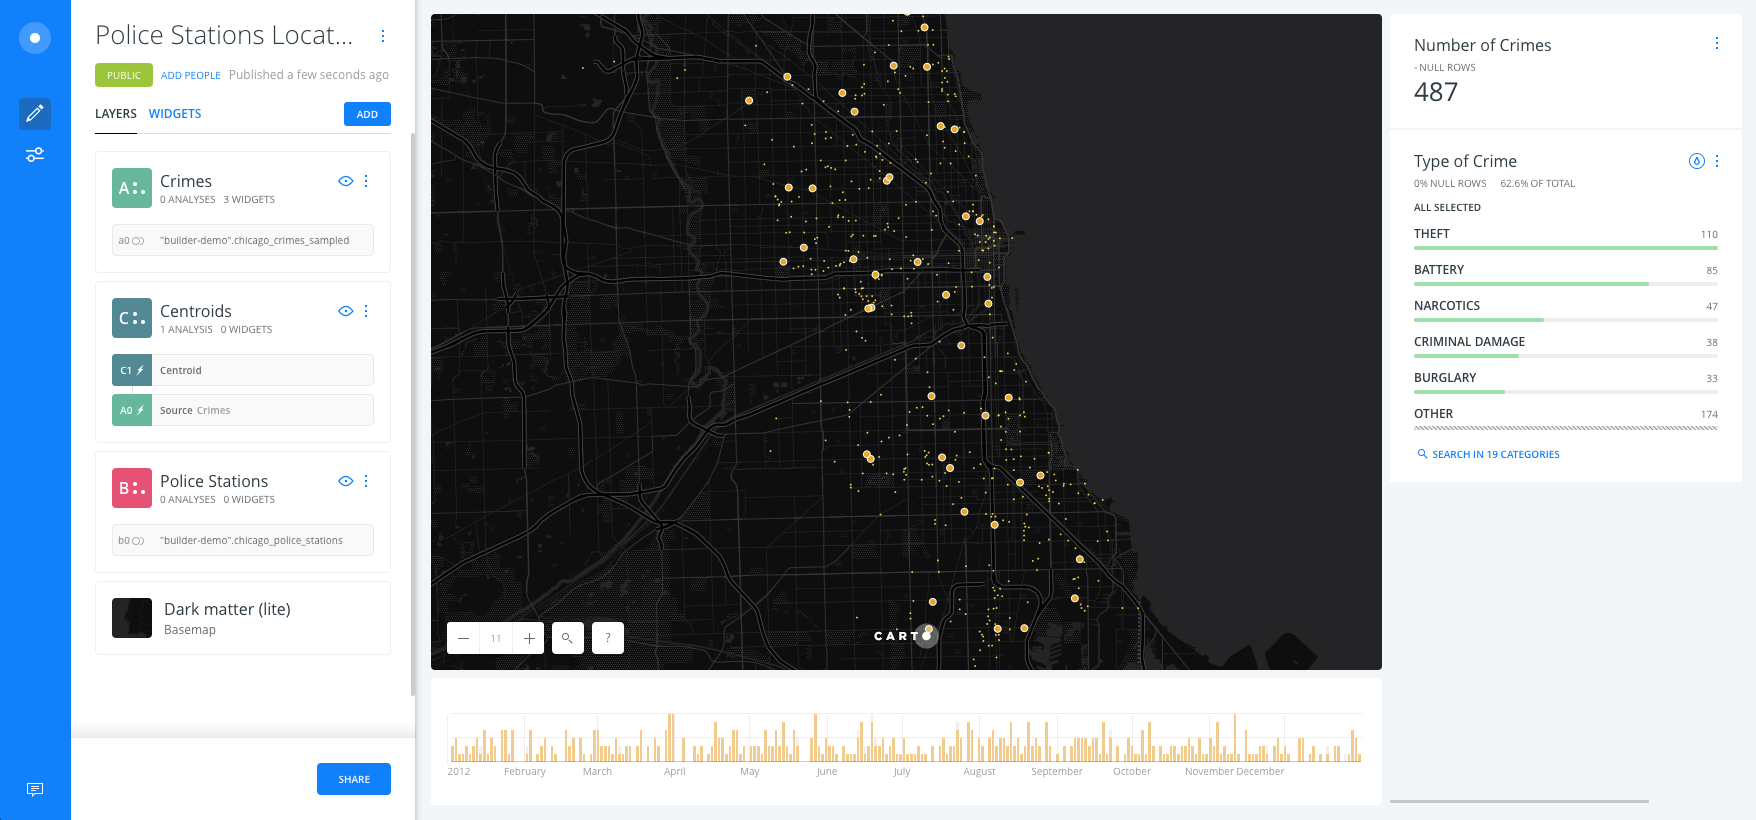 Police Stations Locat...
PUBLIC ADD PEOPLE Published a few seconds ago
LAYERS WIDGETS ADD
A
Crimes
0 ANALYSES 3 WIDGETS
a0 "builder-demo".chicago_crimes_sampled
C
Centroids
1 ANALYSIS 0 WIDGETS
C1 Centroid
A0 Source Crimes
B
Police Stations
0 ANALYSES 0 WIDGETS
b0 "builder-demo".chicago_police_stations
Dark matter (lite)
Basemap
SHARE
11 ?
CARTO
2012 February March April May June July August September October November December
Number of Crimes
- NULL ROWS
487
Type of Crime
0% NULL ROWS 62.6% OF TOTAL
ALL SELECTED
THEFT 110
BATTERY 85
NARCOTICS 47
CRIMINAL DAMAGE 38
BURGLARY 33
OTHER 174
SEARCH IN 19 CATEGORIES